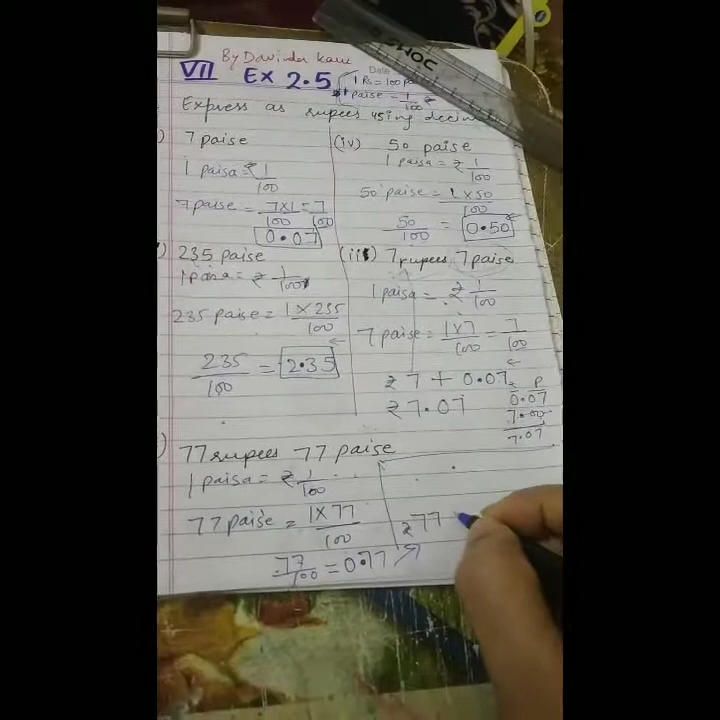 By Davinder kaur
VII EX 2.5
Date
1 Rs = 100 pa
1 paise = 1/100 ₹
Express as rupees using decim
) 7 paise
1 paisa = ₹ 1/100
7 paise = 7×1/100 = 7/100
0.07
) 235 paise
1 paisa = ₹ 1/100
235 paise = 1 × 235/100
235/100 = 2.35
(iv) 50 paise
1 paisa = ₹ 1/100
50 paise = 1 × 50/100
50/100 = 0.50
(iii) 7 rupees 7 paise
1 paisa = ₹ 1/100
7 paise = 1×7/100 = 7/100
₹ 7 + 0.07
₹ 7.07
P
0.07
7.00
7.07
) 77 rupees 77 paise
1 paisa = ₹ 1/100
77 paise = 1 × 77/100
77/100 = 0.77
₹ 77